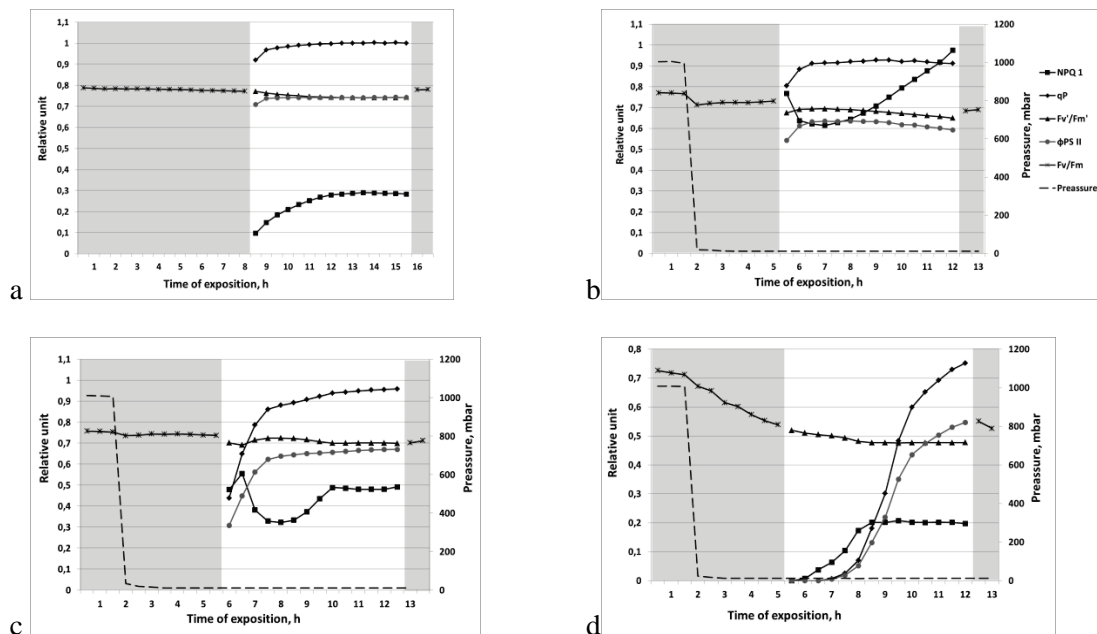 1,1
1
0,9
0,8
0,7
0,6
0,5
0,4
0,3
0,2
0,1
0
Relative unit
1 2 3 4 5 6 7 8 9 10 11 12 13 14 15 16
Time of exposition, h
a
1,1
1
0,9
0,8
0,7
0,6
0,5
0,4
0,3
0,2
0,1
0
Relative unit
1200
1000
800
600
400
200
0
Preassure, mbar
1 2 3 4 5 6 7 8 9 10 11 12 13
Time of exposition, h
b
NPQ 1
qP
Fv'/Fm'
ϕPS II
Fv/Fm
Preassure
1,1
1
0,9
0,8
0,7
0,6
0,5
0,4
0,3
0,2
0,1
0
Relative unit
1200
1000
800
600
400
200
0
Preassure, mbar
1 2 3 4 5 6 7 8 9 10 11 12 13
Time of exposition, h
c
0,8
0,7
0,6
0,5
0,4
0,3
0,2
0,1
0
Relative unit
1200
1000
800
600
400
200
0
Preassure, mbar
1 2 3 4 5 6 7 8 9 10 11 12 13
Time of exposition, h
d